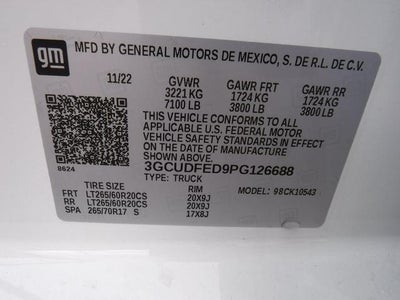 gm MFD BY GENERAL MOTORS DE MEXICO, S. DE R.L. DE C.V.
11/22 GVWR GAWR FRT GAWR RR
3221 KG 1724 KG 1724 KG
7100 LB 3800 LB 3800 LB
THIS VEHICLE CONFORMS TO ALL
APPLICABLE U.S. FEDERAL MOTOR
VEHICLE SAFETY STANDARDS IN EFFECT ON
THE DATE OF MANUFACTURE SHOWN ABOVE.
8624 3GCUDFED9PG126688
TYPE: TRUCK MODEL: 98CK10543
TIRE SIZE RIM
FRT LT265/60R20CS 20X9J
RR LT265/60R20CS 20X9J
SPA 265/70R17 S 17X8J